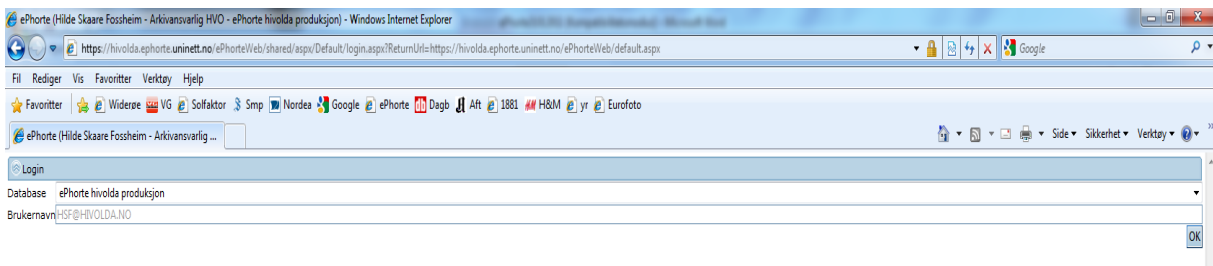 ePhorte (Hilde Skaare Fossheim - Arkivansvarlig HVO - ePhorte hivolda produksjon) - Windows Internet Explorer
https://hivolda.ephorte.uninett.no/ePhorteWeb/shared/aspx/Default/login.aspx?ReturnUrl=https://hivolda.ephorte.uninett.no/ePhorteWeb/default.aspx Google
Fil Rediger Vis Favoritter Verktøy Hjelp
Favoritter Widerøe VG Solfaktor Smp Nordea Google ePhorte Dagb Aft 1881 H&M yr Eurofoto
ePhorte (Hilde Skaare Fossheim - Arkivansvarlig ... Side Sikkerhet Verktøy
Login
Database ePhorte hivolda produksjon
Brukernavn HSF@HIVOLDA.NO
OK